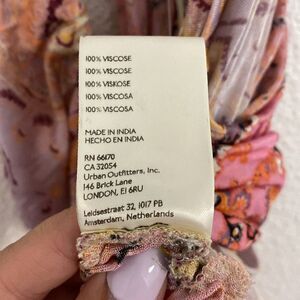 100% VISCOSE
100% VISCOSE
100% VISKOSE
100% VISCOSA
100% VISCOSA
MADE IN INDIA
HECHO EN INDIA
RN 66170
CA 32054
Urban Outfitters, Inc.
146 Brick Lane
LONDON, E1 6RU
Leidsestraat 32, 1017 PB
Amsterdam, Netherlands